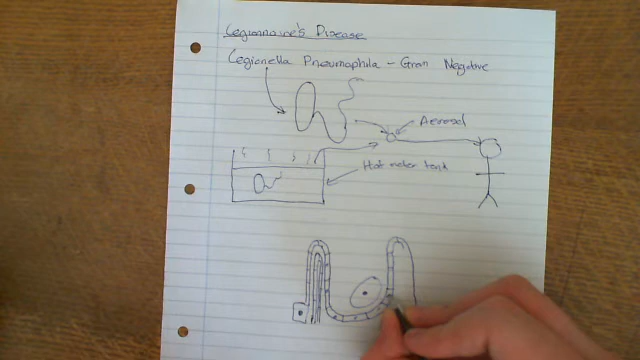 Legionnaire's Disease
Legionella Pneumophila - Gram Negative
Aerosol
Hot water tank